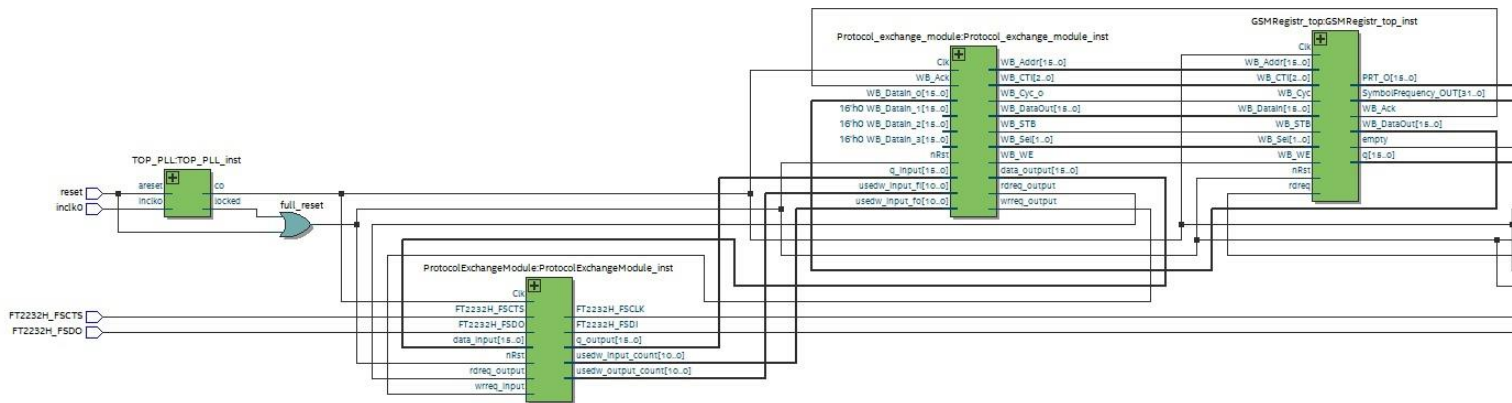 GSMRegistr_top:GSMRegistr_top_inst
Protocol_exchange_module:Protocol_exchange_module_inst
Clk
WB_Addr[15..0]
WB_CTI[2..0]
WB_Cyc
WB_DataIn[15..0]
WB_STB
WB_Sel[1..0]
WB_WE
nRst
rdreq
PRT_O[15..0]
SymbolFrequency_OUT[31..0]
WB_Ack
WB_DataOut[15..0]
empty
q[15..0]
Clk
WB_Ack
WB_DataIn_0[15..0]
16'h0 WB_DataIn_1[15..0]
16'h0 WB_DataIn_2[15..0]
16'h0 WB_DataIn_3[15..0]
nRst
q_input[15..0]
usedw_input_fi[10..0]
usedw_input_fo[10..0]
WB_Addr[15..0]
WB_CTI[2..0]
WB_Cyc_o
WB_DataOut[15..0]
WB_STB
WB_Sel[1..0]
WB_WE
data_output[15..0]
rdreq_output
wrreq_output
TOP_PLL:TOP_PLL_inst
reset
inclk0
areset
inclk0
c0
locked
full_reset
ProtocolExchangeModule:ProtocolExchangeModule_inst
FT2232H_FSCTS
FT2232H_FSDO
Clk
FT2232H_FSCTS
FT2232H_FSDO
data_input[15..0]
nRst
rdreq_output
wrreq_input
FT2232H_FSCLK
FT2232H_FSDI
q_output[15..0]
usedw_input_count[10..0]
usedw_output_count[10..0]